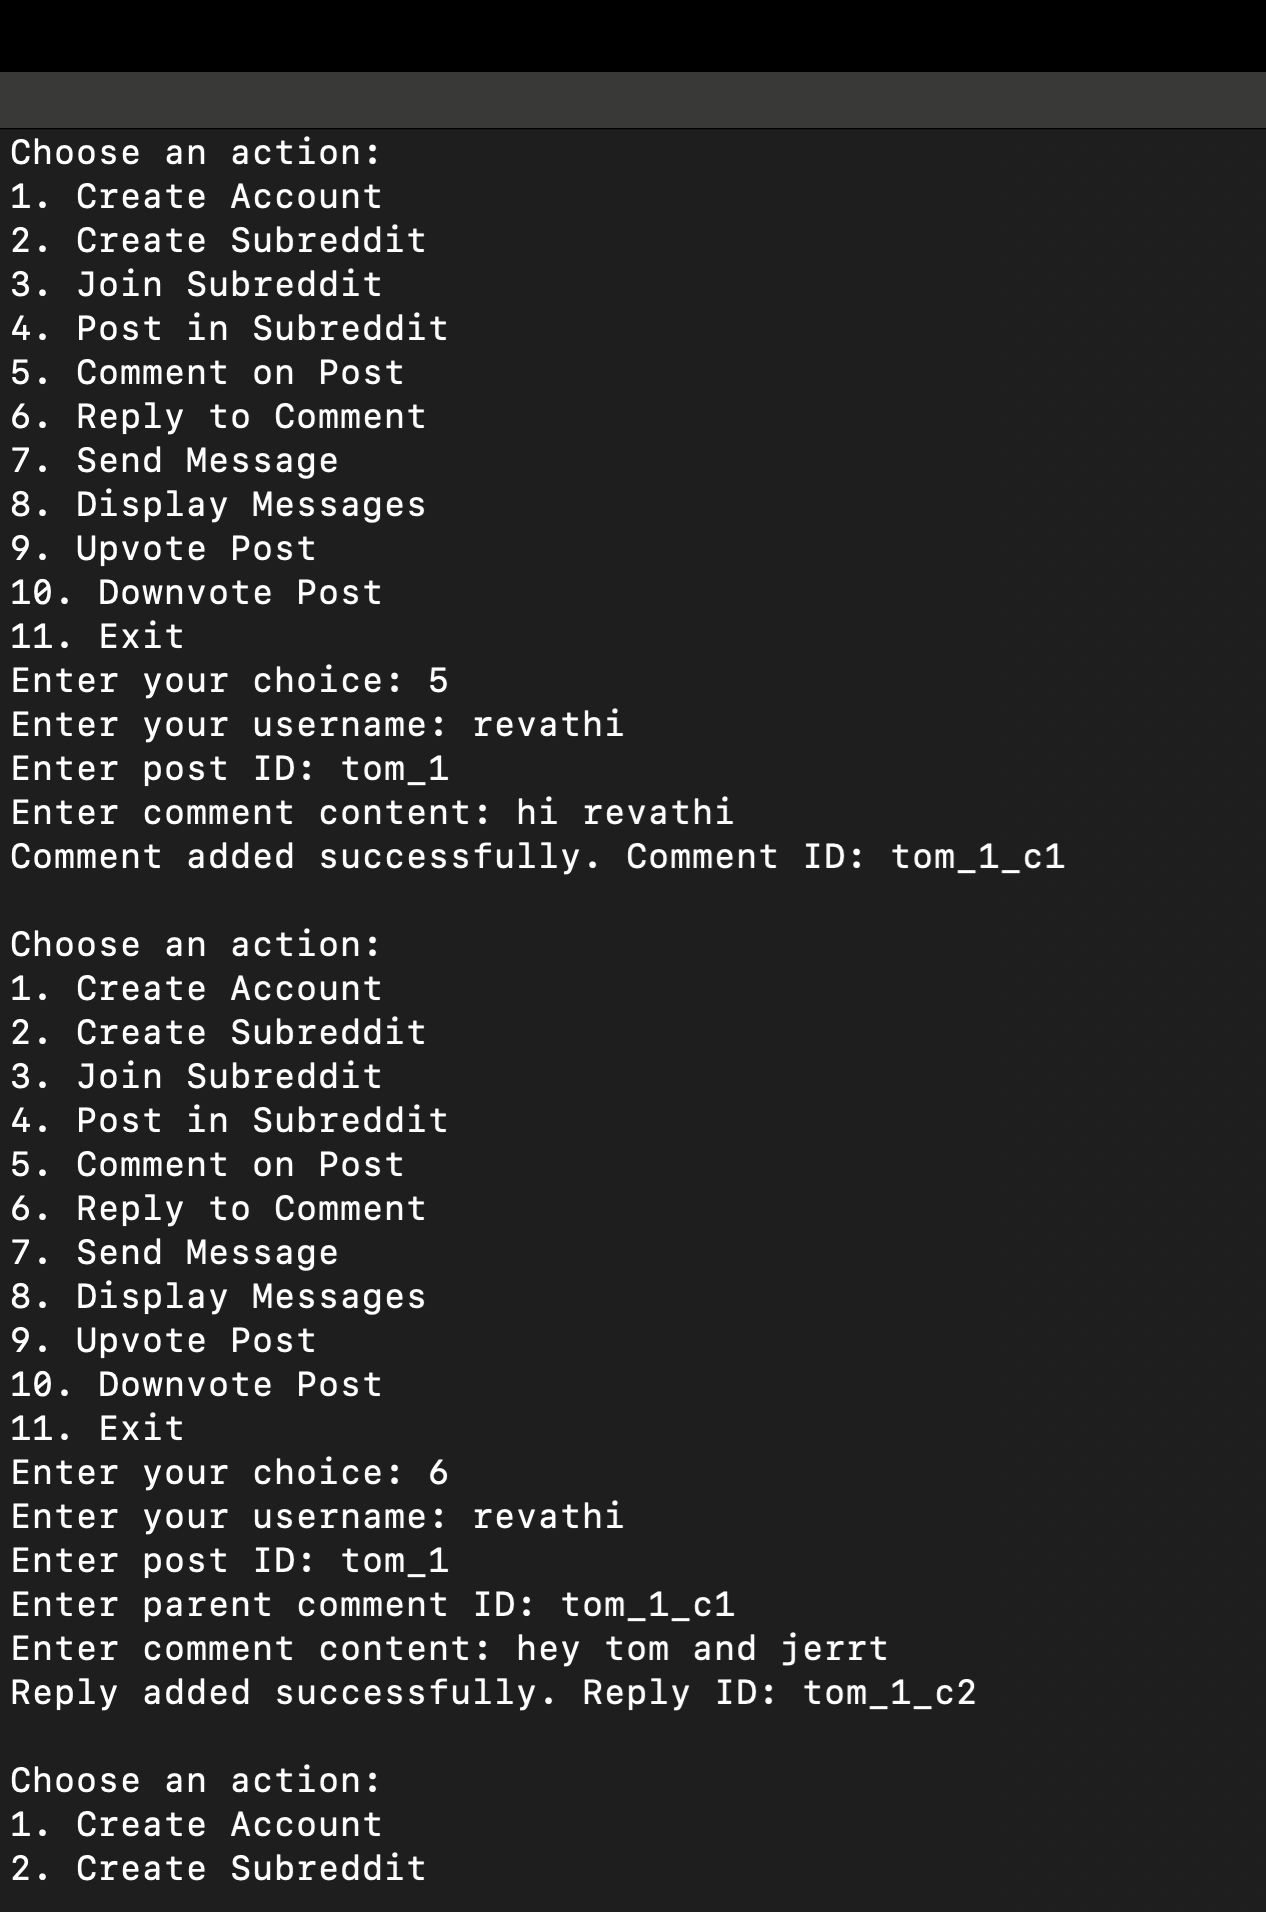 Choose an action:
1. Create Account
2. Create Subreddit
3. Join Subreddit
4. Post in Subreddit
5. Comment on Post
6. Reply to Comment
7. Send Message
8. Display Messages
9. Upvote Post
10. Downvote Post
11. Exit
Enter your choice: 5
Enter your username: revathi
Enter post ID: tom_1
Enter comment content: hi revathi
Comment added successfully. Comment ID: tom_1_c1

Choose an action:
1. Create Account
2. Create Subreddit
3. Join Subreddit
4. Post in Subreddit
5. Comment on Post
6. Reply to Comment
7. Send Message
8. Display Messages
9. Upvote Post
10. Downvote Post
11. Exit
Enter your choice: 6
Enter your username: revathi
Enter post ID: tom_1
Enter parent comment ID: tom_1_c1
Enter comment content: hey tom and jerrt
Reply added successfully. Reply ID: tom_1_c2

Choose an action:
1. Create Account
2. Create Subreddit